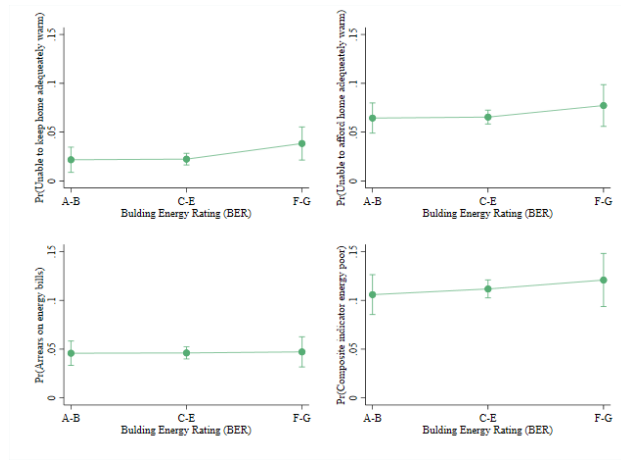 Pr(Unable to keep home adequeately warm)
.15
.1
.05
0
A-B C-E F-G
Bulding Energy Rating (BER)
Pr(Unable to afford home adequeately warm)
.15
.1
.05
0
A-B C-E F-G
Bulding Energy Rating (BER)
Pr(Arrears on energy bills)
.15
.1
.05
0
A-B C-E F-G
Bulding Energy Rating (BER)
Pr(Composite indicator energy poor)
.15
.1
.05
0
A-B C-E F-G
Bulding Energy Rating (BER)